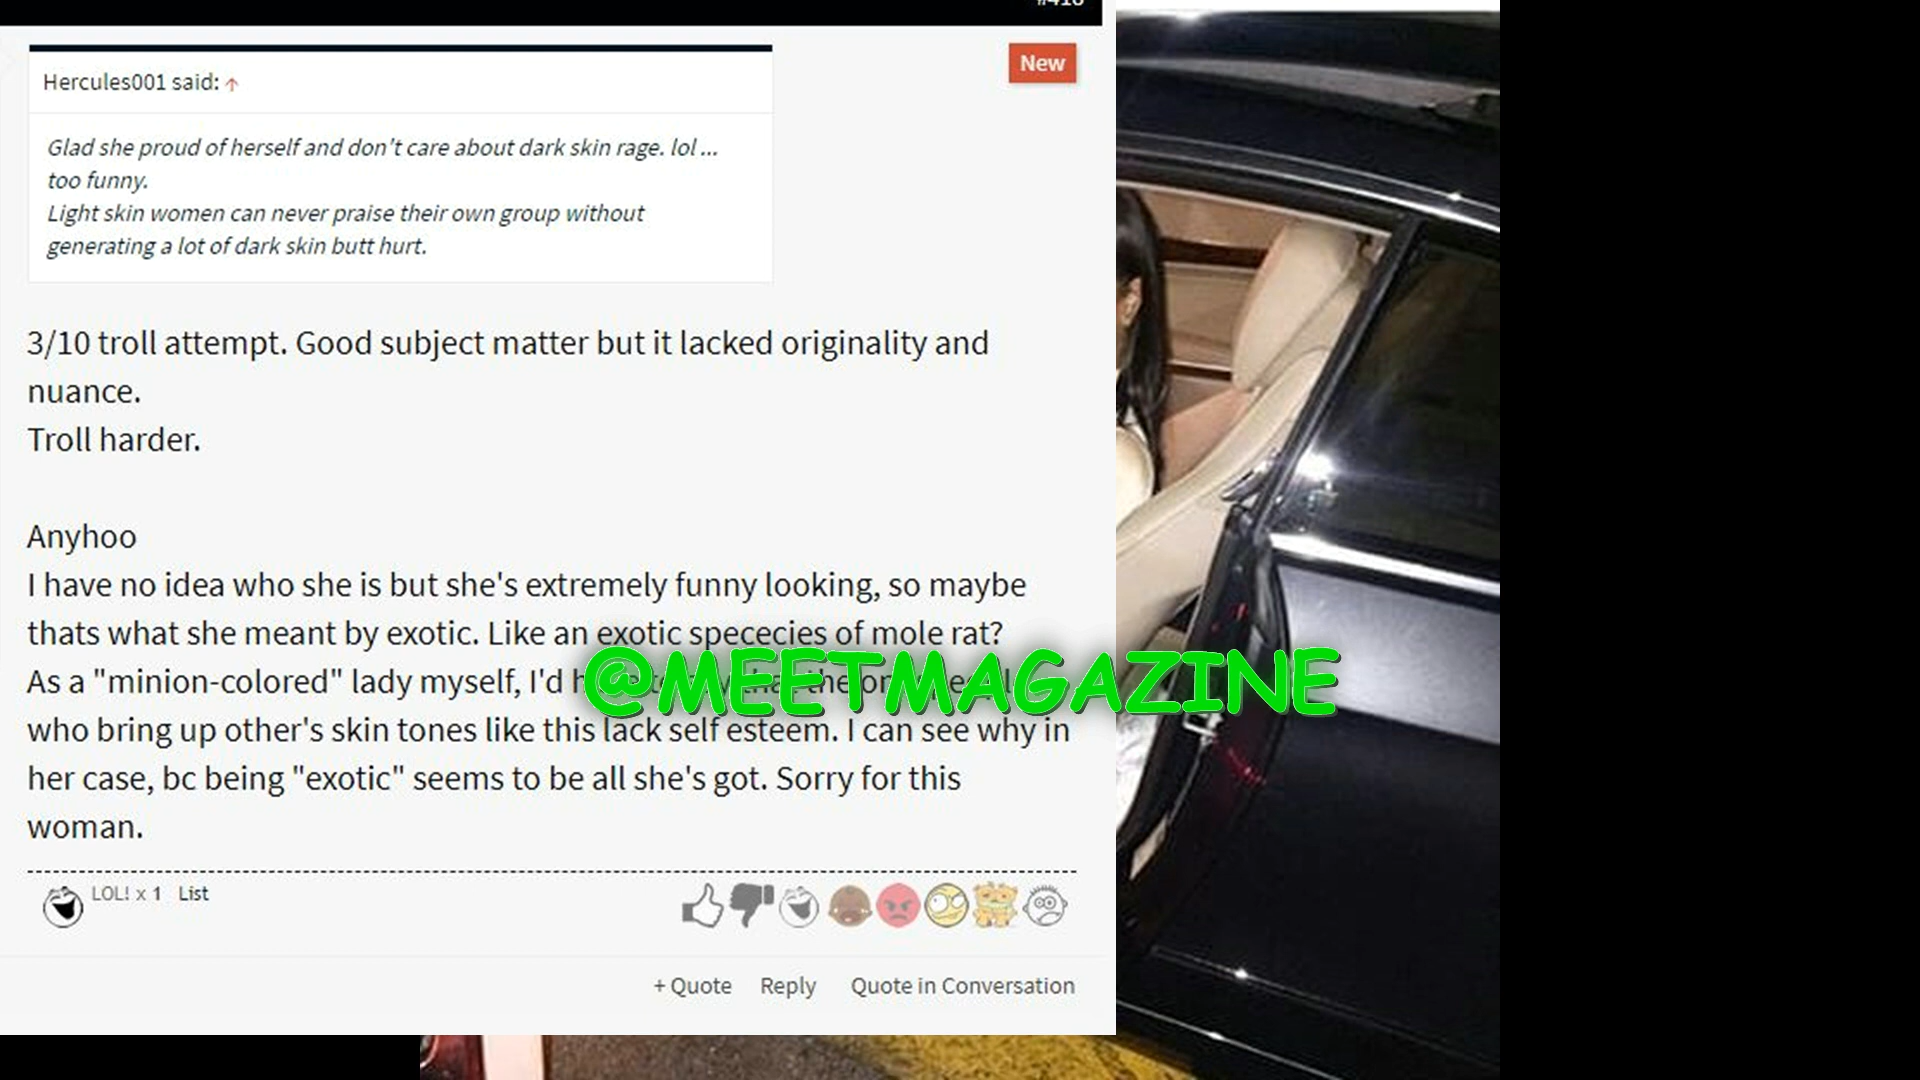 #418
New
Hercules001 said: ↑
Glad she proud of herself and don't care about dark skin rage. lol ...
too funny.
Light skin women can never praise their own group without
generating a lot of dark skin butt hurt.
3/10 troll attempt. Good subject matter but it lacked originality and
nuance.
Troll harder.
Anyhoo
I have no idea who she is but she's extremely funny looking, so maybe
thats what she meant by exotic. Like an exotic spececies of mole rat?
As a "minion-colored" lady myself, I'd
@MEETMAGAZINE
who bring up other's skin tones like this lack self esteem. I can see why in
her case, bc being "exotic" seems to be all she's got. Sorry for this
woman.
LOL! x 1 List
+ Quote Reply Quote in Conversation